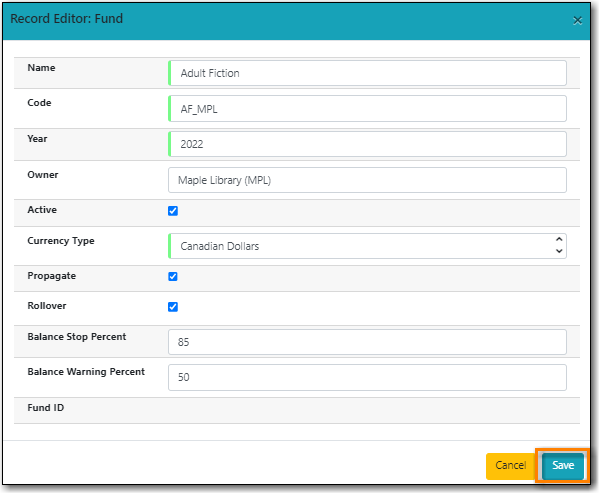 Record Editor: Fund ×
Name Adult Fiction
Code AF_MPL
Year 2022
Owner Maple Library (MPL)
Active
Currency Type Canadian Dollars
Propagate
Rollover
Balance Stop Percent 85
Balance Warning Percent 50
Fund ID
Cancel Save